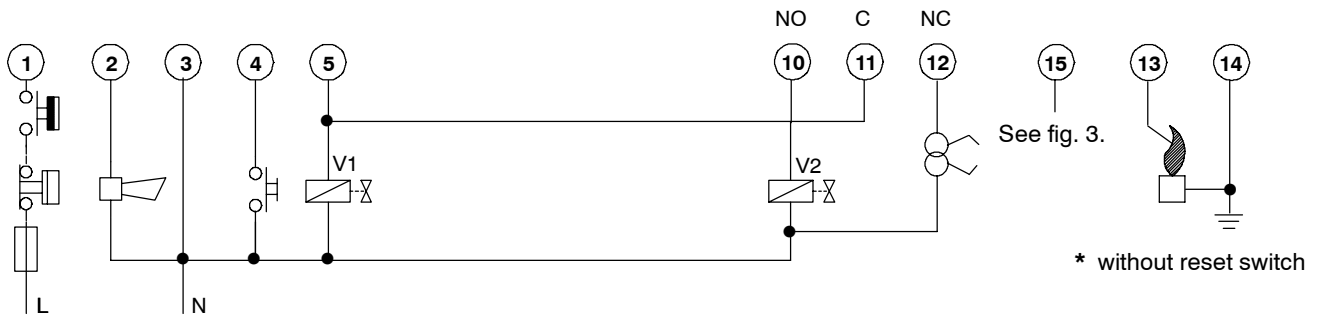 NO C NC
1 2 3 4 5 10 11 12 15 13 14
See fig. 3.
V1 V2
* without reset switch
L N